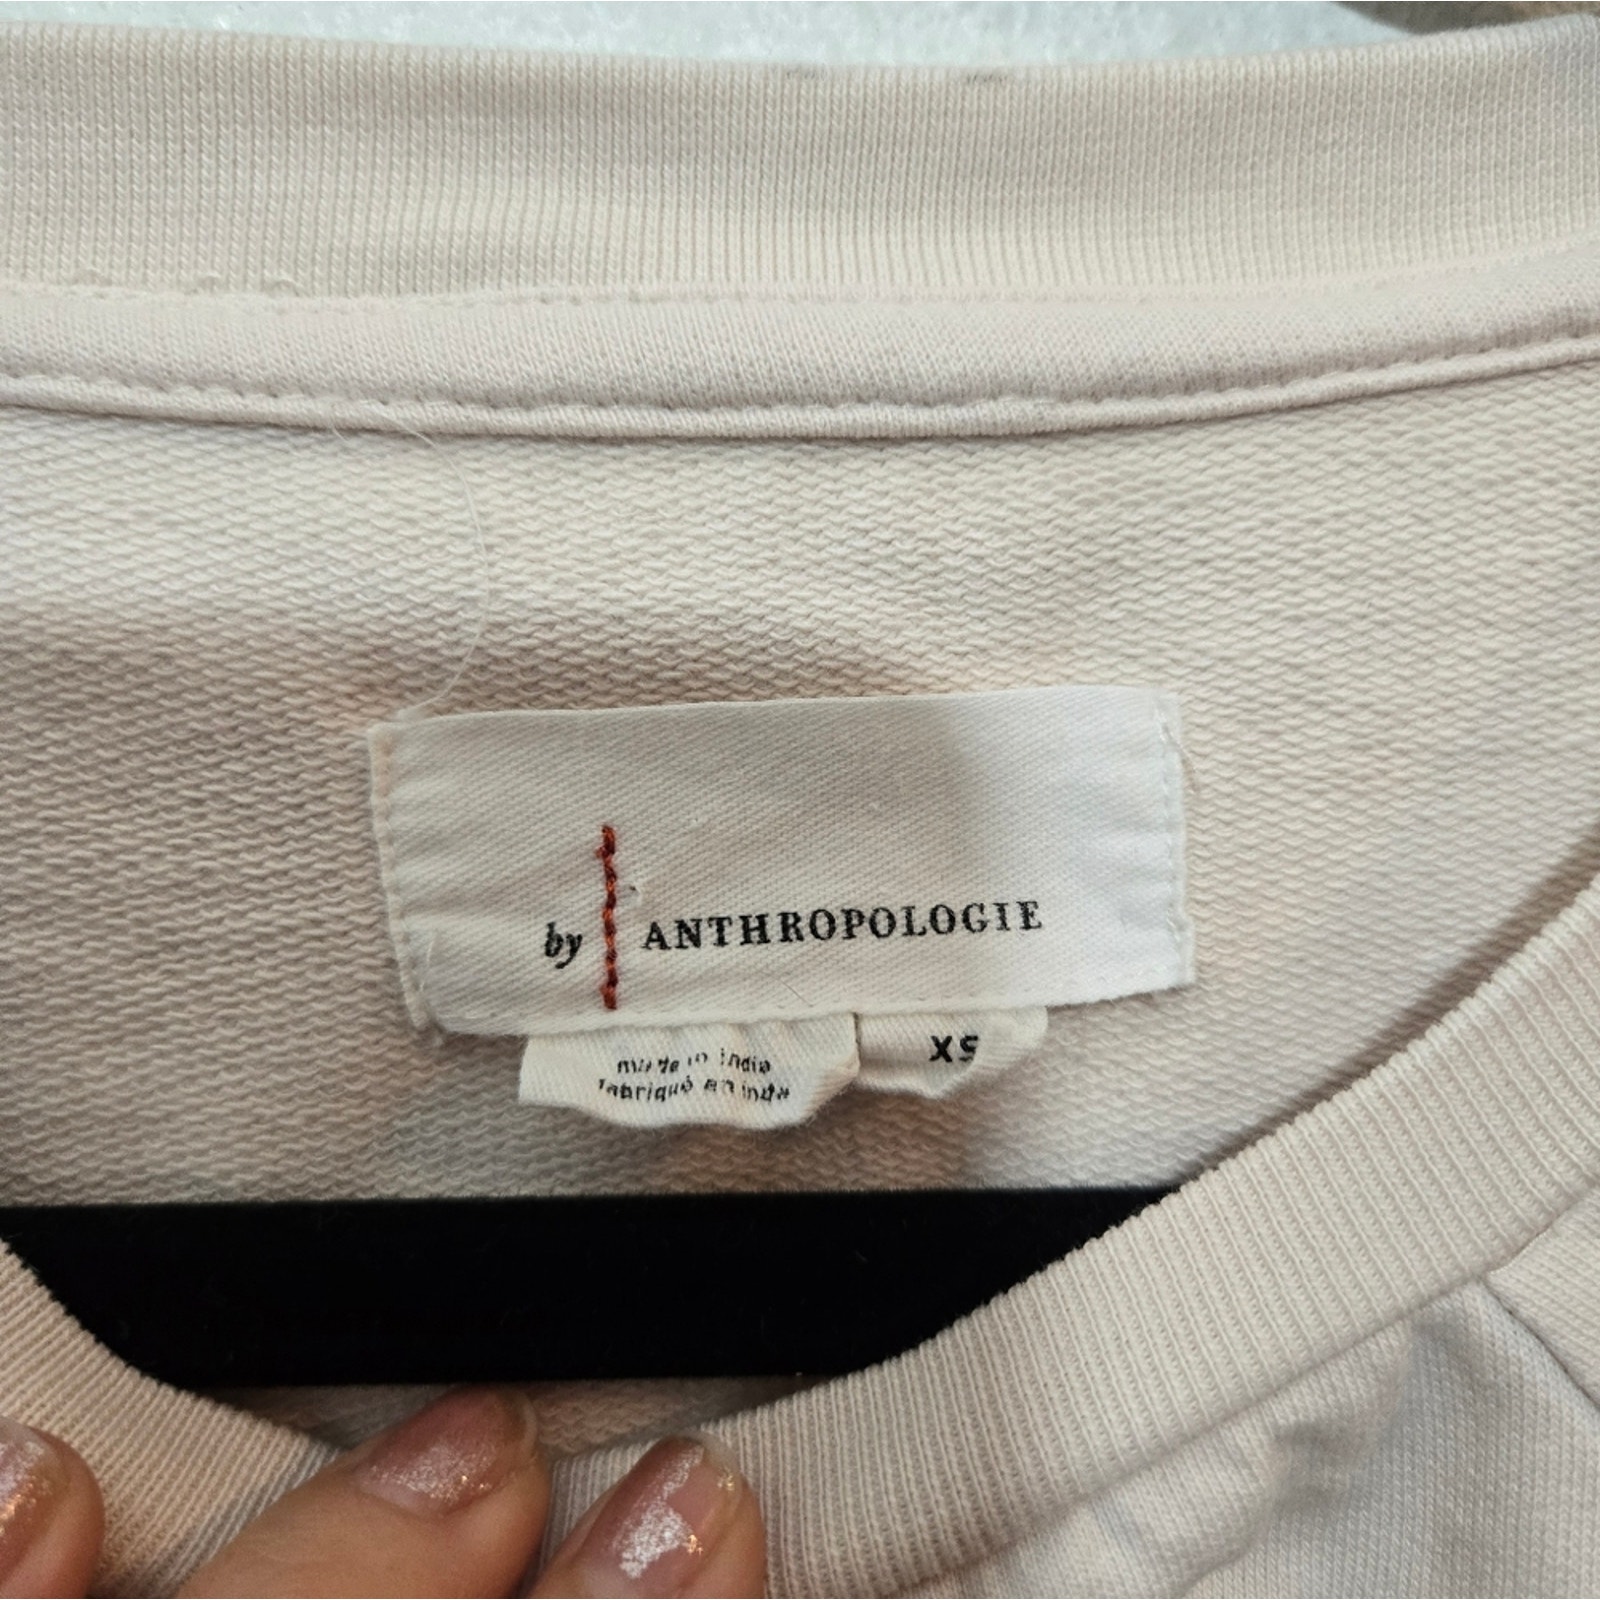 by ANTHROPOLOGIE
made in india
fabriqué en inde
XS